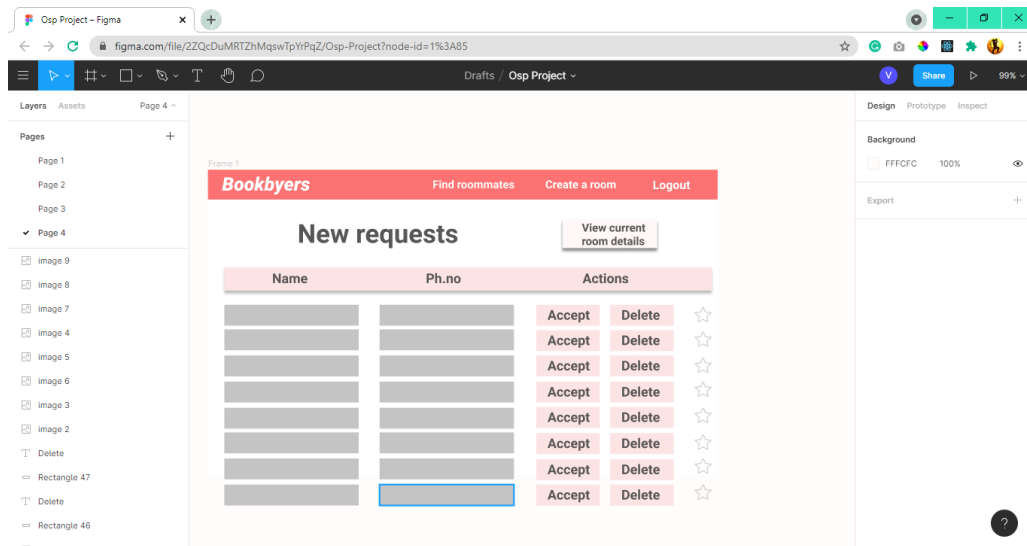 Osp Project – Figma
figma.com/file/2ZQcDuMRTZhMqswTpYrPqZ/Osp-Project?node-id=1%3A85
Drafts / Osp Project
V
Share
99%
Layers Assets Page 4
Design Prototype Inspect
Pages
Page 1
Page 2
Page 3
Page 4
image 9
image 8
image 7
image 4
image 5
image 6
image 3
image 2
T Delete
Rectangle 47
T Delete
Rectangle 46
Frame 1
Bookbyers Find roommates Create a room Logout
New requests
View current
room details
Name Ph.no Actions
Accept Delete
Accept Delete
Accept Delete
Accept Delete
Accept Delete
Accept Delete
Accept Delete
Accept Delete
Background
FFFCFC 100%
Export
?